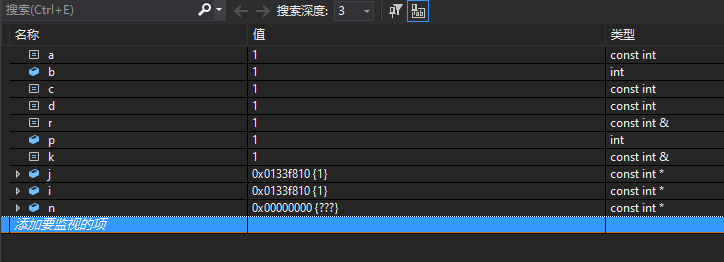 搜索(Ctrl+E) 搜索深度: 3
名称 值 类型
a 1 const int
b 1 int
c 1 const int
d 1 const int
r 1 const int &
p 1 int
k 1 const int &
j 0x0133f810 {1} const int *
i 0x0133f810 {1} const int *
n 0x00000000 {???} const int *
添加要监视的项